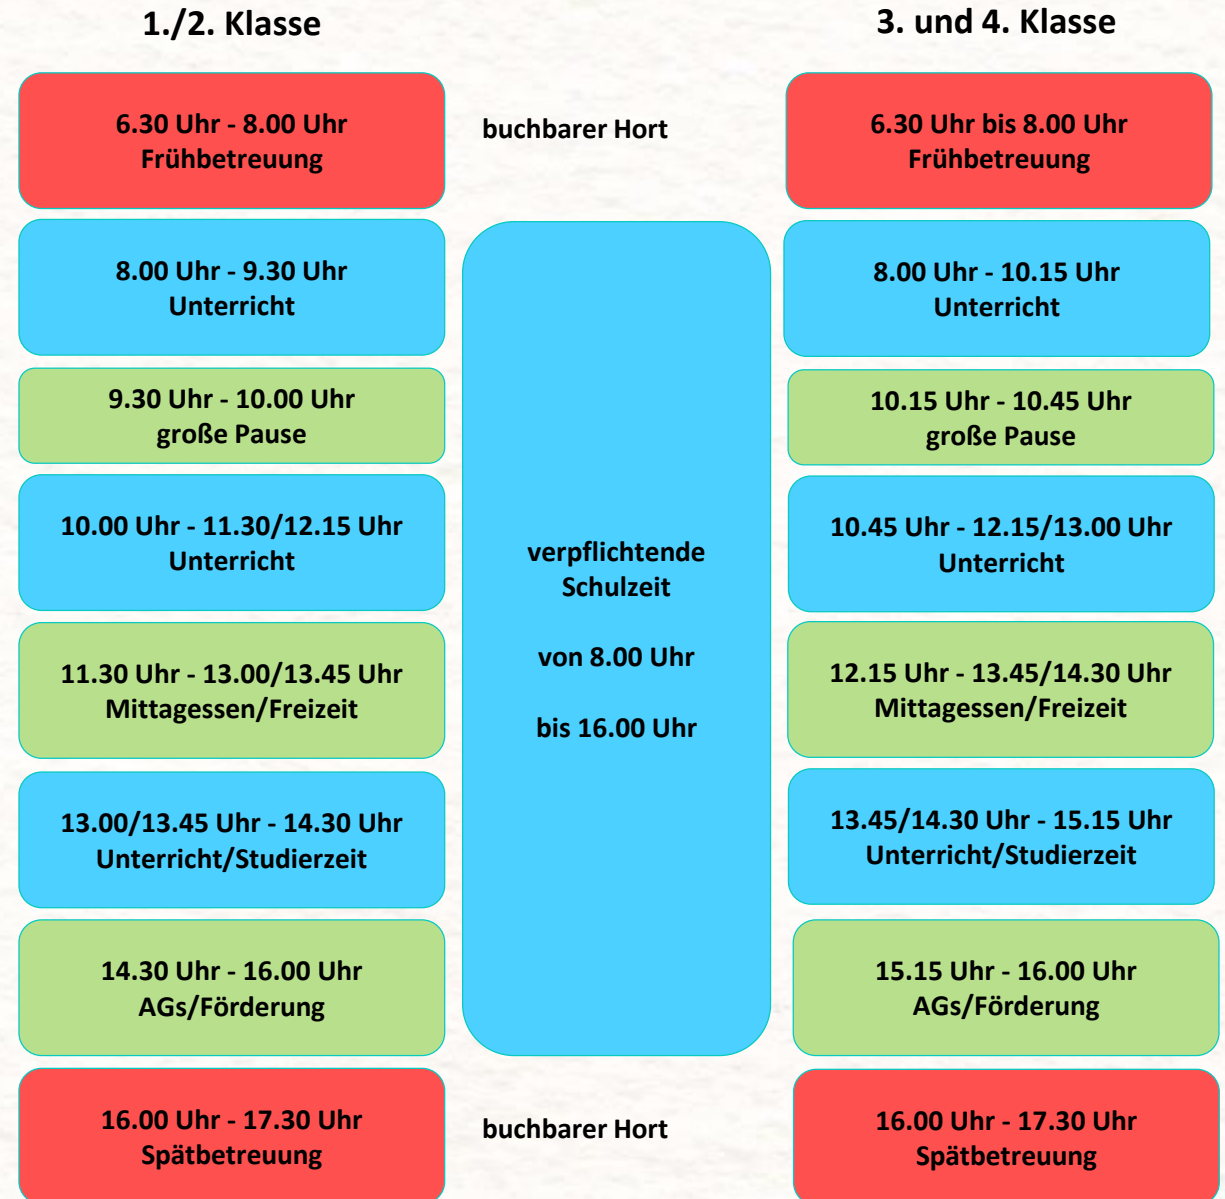 1./2. Klasse
3. und 4. Klasse
6.30 Uhr - 8.00 Uhr
Frühbetreuung
buchbarer Hort
6.30 Uhr bis 8.00 Uhr
Frühbetreuung
8.00 Uhr - 9.30 Uhr
Unterricht
8.00 Uhr - 10.15 Uhr
Unterricht
9.30 Uhr - 10.00 Uhr
große Pause
10.15 Uhr - 10.45 Uhr
große Pause
10.00 Uhr - 11.30/12.15 Uhr
Unterricht
verpflichtende
Schulzeit
von 8.00 Uhr
bis 16.00 Uhr
10.45 Uhr - 12.15/13.00 Uhr
Unterricht
11.30 Uhr - 13.00/13.45 Uhr
Mittagessen/Freizeit
12.15 Uhr - 13.45/14.30 Uhr
Mittagessen/Freizeit
13.00/13.45 Uhr - 14.30 Uhr
Unterricht/Studierzeit
13.45/14.30 Uhr - 15.15 Uhr
Unterricht/Studierzeit
14.30 Uhr - 16.00 Uhr
AGs/Förderung
15.15 Uhr - 16.00 Uhr
AGs/Förderung
16.00 Uhr - 17.30 Uhr
Spätbetreuung
buchbarer Hort
16.00 Uhr - 17.30 Uhr
Spätbetreuung